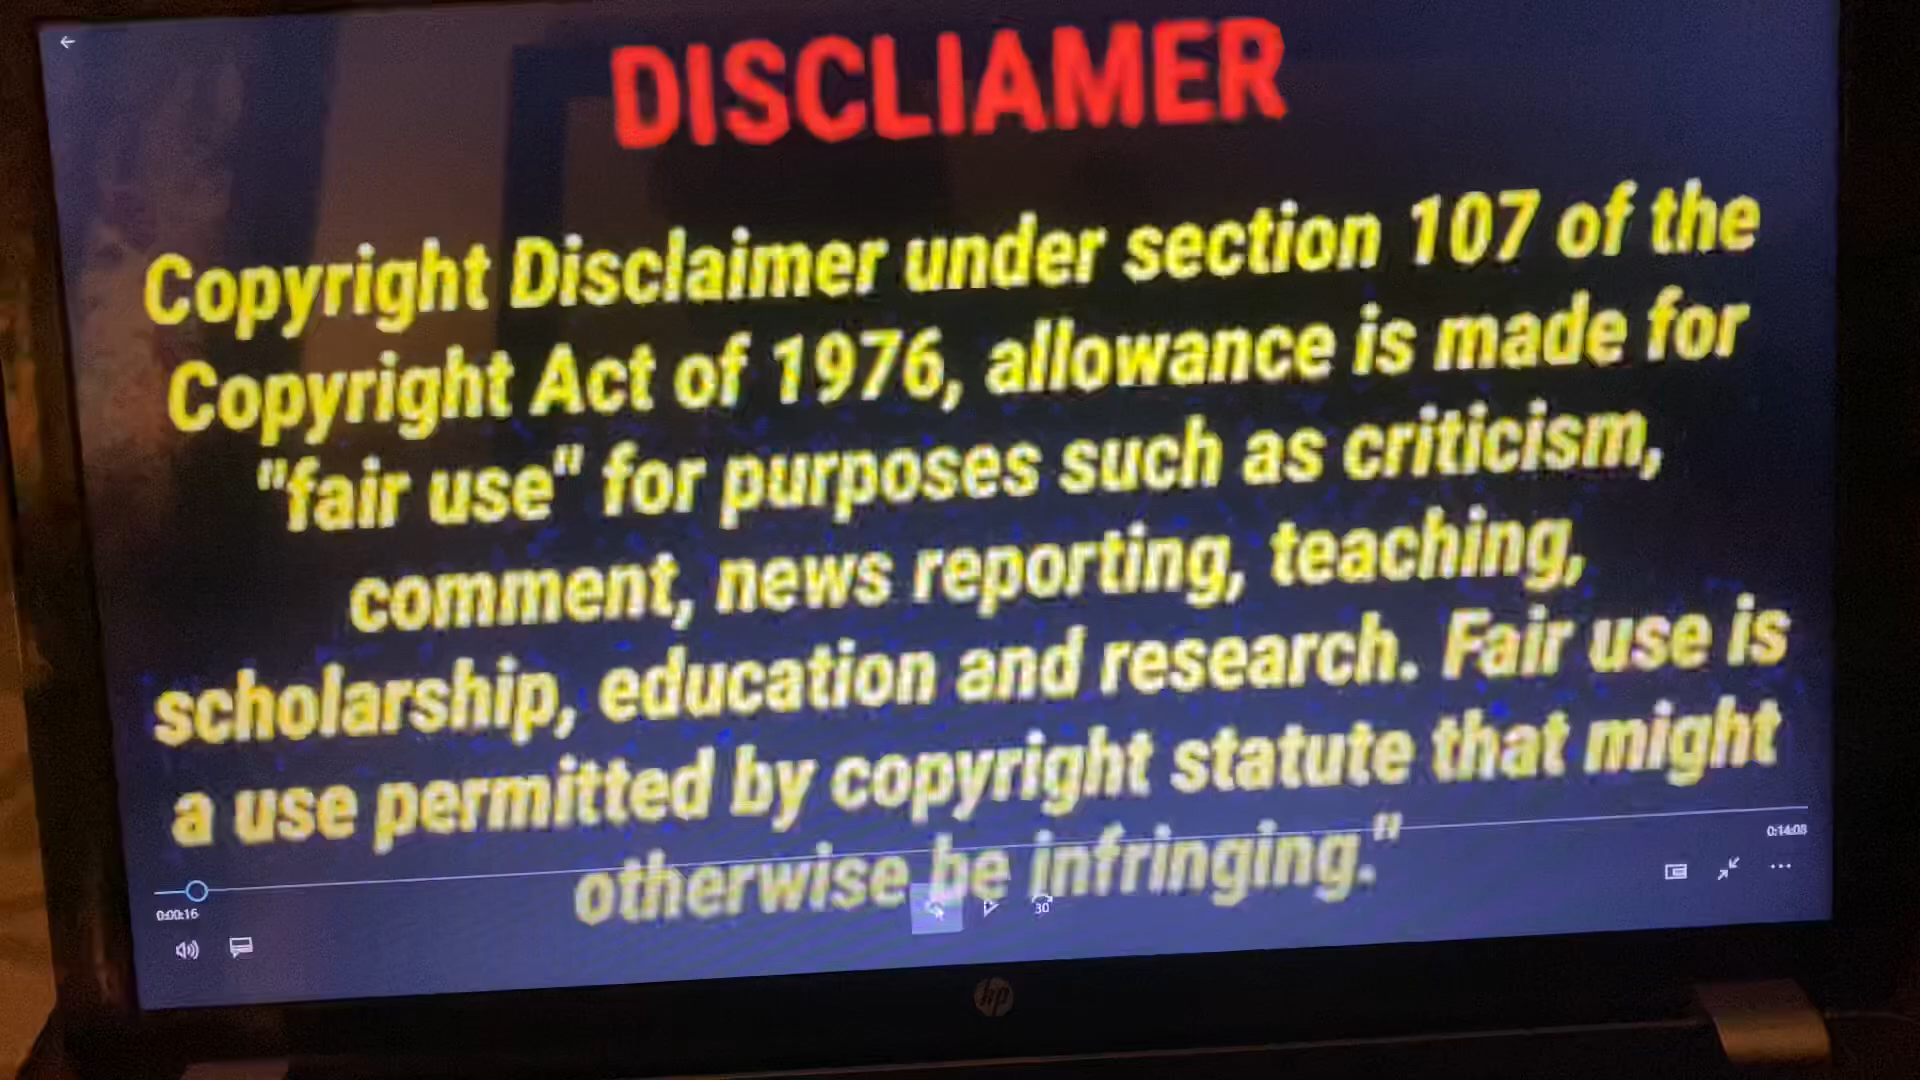 DISCLIAMER
Copyright Disclaimer under section 107 of the
Copyright Act of 1976, allowance is made for
"fair use" for purposes such as criticism,
comment, news reporting, teaching,
scholarship, education and research. Fair use is
a use permitted by copyright statute that might
otherwise be infringing."
0:14:08
0:00:16
30
hp